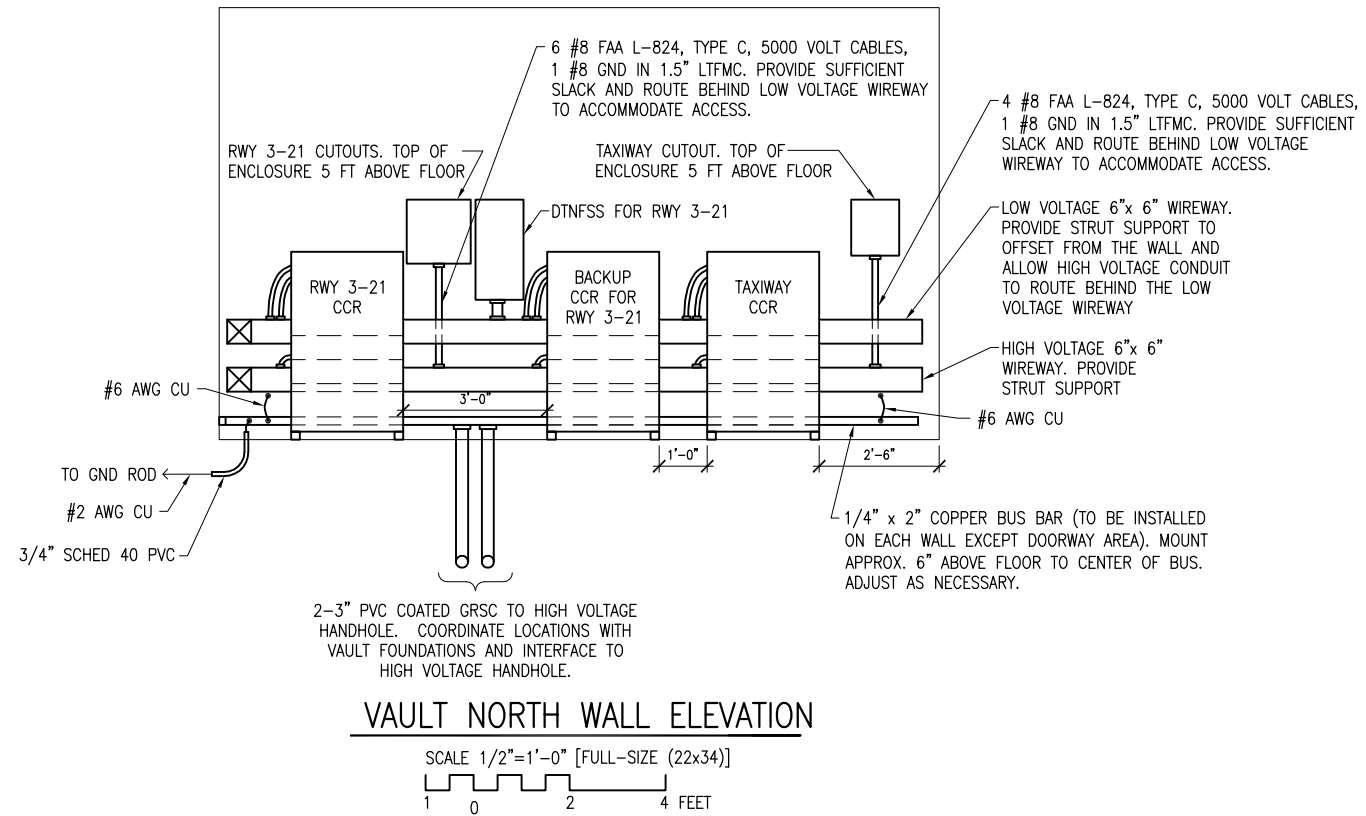 6 #8 FAA L-824, TYPE C, 5000 VOLT CABLES,
1 #8 GND IN 1.5" LTFMC. PROVIDE SUFFICIENT
SLACK AND ROUTE BEHIND LOW VOLTAGE WIREWAY
TO ACCOMMODATE ACCESS.
4 #8 FAA L-824, TYPE C, 5000 VOLT CABLES,
1 #8 GND IN 1.5" LTFMC. PROVIDE SUFFICIENT
SLACK AND ROUTE BEHIND LOW VOLTAGE
WIREWAY TO ACCOMMODATE ACCESS.
RWY 3-21 CUTOUTS. TOP OF
ENCLOSURE 5 FT ABOVE FLOOR
TAXIWAY CUTOUT. TOP OF
ENCLOSURE 5 FT ABOVE FLOOR
DTNFSS FOR RWY 3-21
LOW VOLTAGE 6"x 6" WIREWAY.
PROVIDE STRUT SUPPORT TO
OFFSET FROM THE WALL AND
ALLOW HIGH VOLTAGE CONDUIT
TO ROUTE BEHIND THE LOW
VOLTAGE WIREWAY
RWY 3-21
CCR
BACKUP
CCR FOR
RWY 3-21
TAXIWAY
CCR
HIGH VOLTAGE 6"x 6"
WIREWAY. PROVIDE
STRUT SUPPORT
#6 AWG CU
3'-0"
#6 AWG CU
1'-0"
2'-6"
TO GND ROD
#2 AWG CU
3/4" SCHED 40 PVC
1/4" x 2" COPPER BUS BAR (TO BE INSTALLED
ON EACH WALL EXCEPT DOORWAY AREA). MOUNT
APPROX. 6" ABOVE FLOOR TO CENTER OF BUS.
ADJUST AS NECESSARY.
2-3" PVC COATED GRSC TO HIGH VOLTAGE
HANDHOLE. COORDINATE LOCATIONS WITH
VAULT FOUNDATIONS AND INTERFACE TO
HIGH VOLTAGE HANDHOLE.
VAULT NORTH WALL ELEVATION
SCALE 1/2"=1'-0" [FULL-SIZE (22x34)]
1 0 2 4 FEET